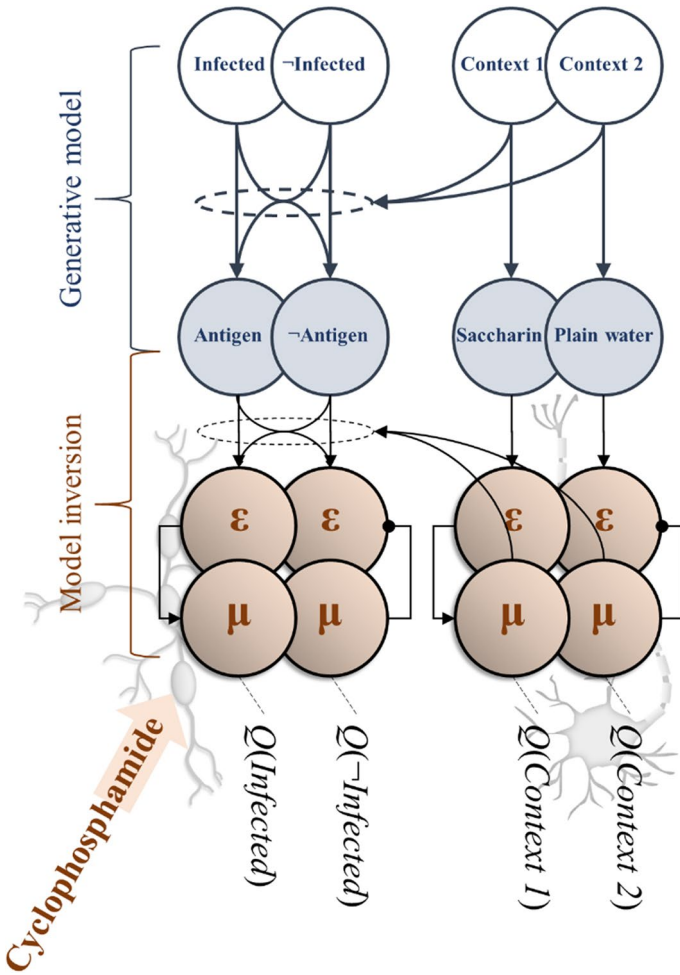 Generative model
Infected
¬Infected
Context 1
Context 2
Antigen
¬Antigen
Saccharin
Plain water
Model inversion
ε
ε
ε
ε
μ
μ
μ
μ
Cyclophosphamide
Q(Infected)
Q(¬Infected)
Q(Context 1)
Q(Context 2)